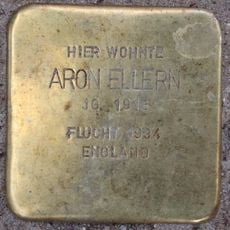 HIER WOHNTE
ARON ELLERN
JG. 1915
FLUCHT 1934
ENGLAND